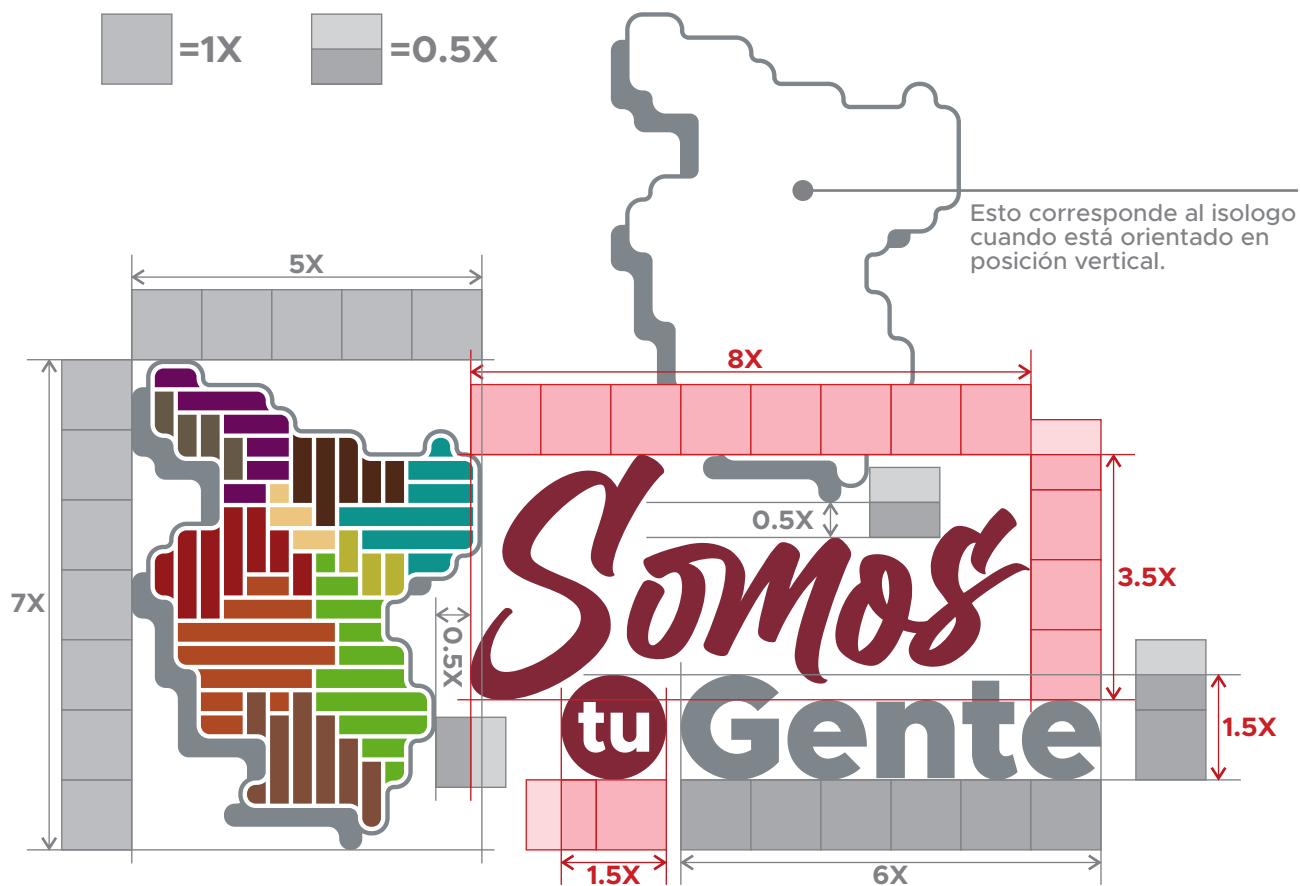 =1X
=0.5X
Esto corresponde al isologo
cuando está orientado en
posición vertical.
5X
8X
7X
0.5X
Somos
3.5X
0.5X
tu Gente
1.5X
1.5X
6X